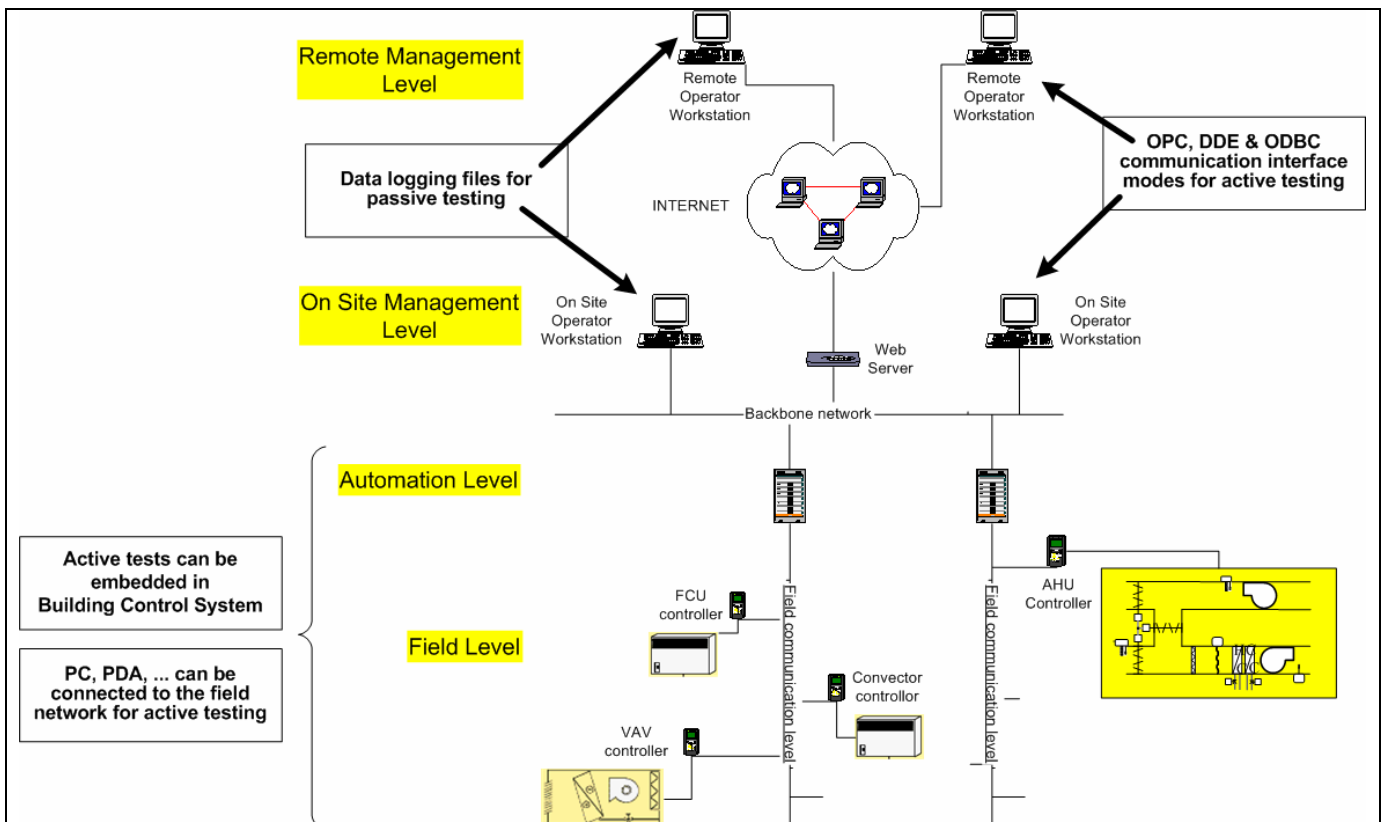 Remote Management
Level
Remote
Operator
Workstation
Remote
Operator
Workstation
Data logging files for
passive testing
OPC, DDE & ODBC
communication interface
modes for active testing
INTERNET
On Site Management
Level
On Site
Operator
Workstation
On Site
Operator
Workstation
Web
Server
Backbone network
Automation Level
Active tests can be
embedded in
Building Control System
FCU
controller
AHU
Controller
Field communication level
Field communication level
Field Level
PC, PDA, ... can be
connected to the field
network for active testing
Convector
controllor
VAV
controller